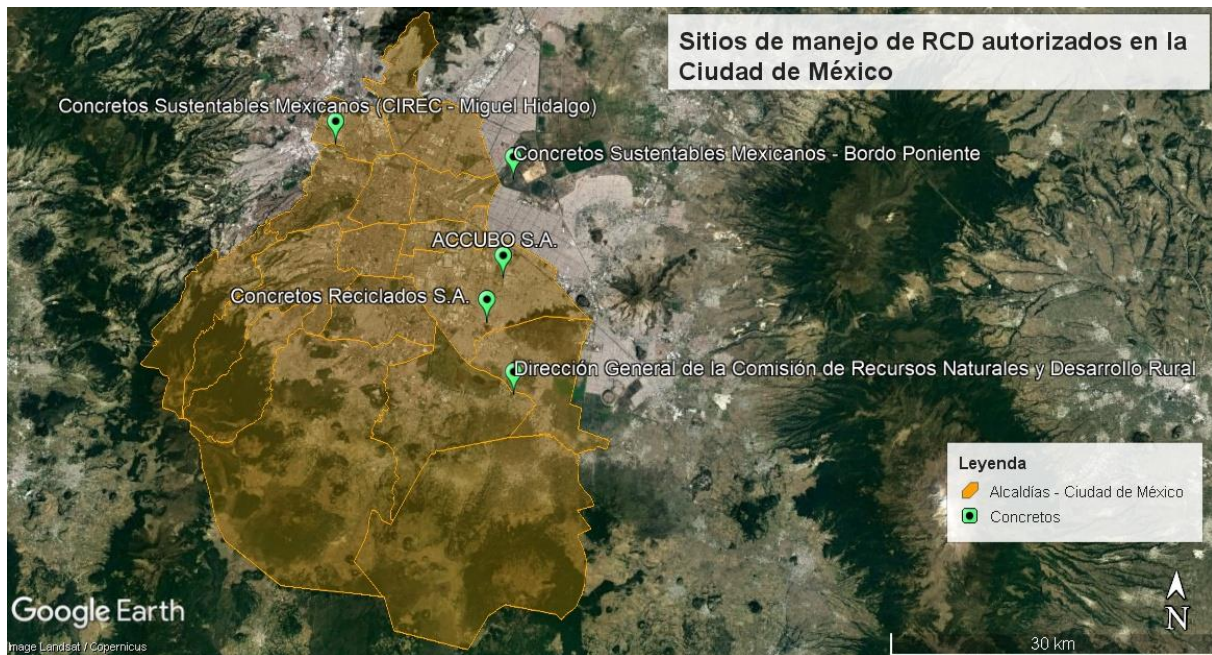 Sitios de manejo de RCD autorizados en la
Ciudad de México
Concretos Sustentables Mexicanos (CIREC - Miguel Hidalgo)
Concretos Sustentables Mexicanos - Bordo Poniente
ACCUBO S.A.
Concretos Reciclados S.A.
Dirección General de la Comisión de Recursos Naturales y Desarrollo Rural
Leyenda
Alcaldías - Ciudad de México
Concretos
Google Earth
Image Landsat / Copernicus
N
30 km